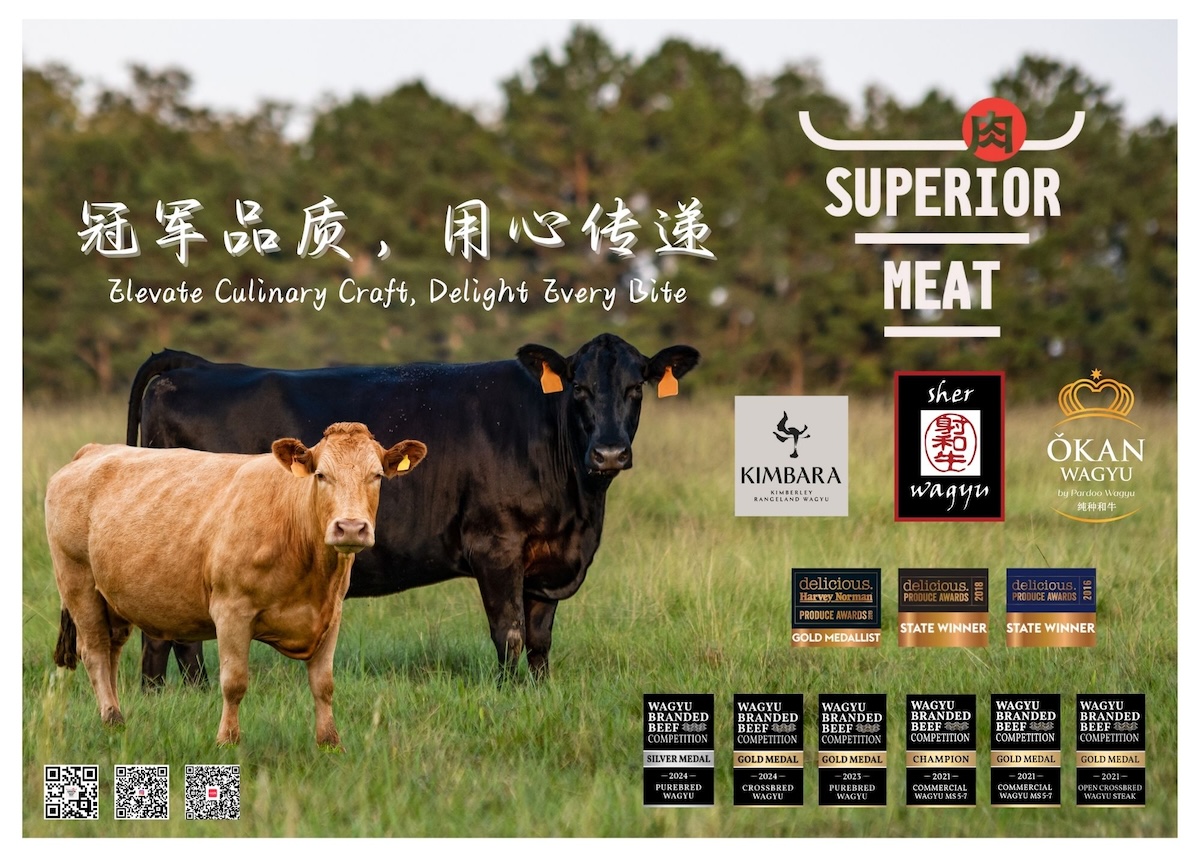 冠军品质，用心传递
Elevate Culinary Craft, Delight Every Bite
肉
SUPERIOR
MEAT
KIMBARA
KIMBERLEY
RANGELAND WAGYU
sher
射和牛
wagyu
ŎKAN
WAGYU
by Pardoo Wagyu
纯种和牛
delicious.
Harvey Norman
PRODUCE AWARDS
GOLD MEDALLIST
delicious.
PRODUCE AWARDS 2018
STATE WINNER
delicious.
PRODUCE AWARDS 2016
STATE WINNER
WAGYU
BRANDED
BEEF
COMPETITION
SILVER MEDAL
— 2024 —
PUREBRED
WAGYU
WAGYU
BRANDED
BEEF
COMPETITION
GOLD MEDAL
— 2024 —
CROSSBRED
WAGYU
WAGYU
BRANDED
BEEF
COMPETITION
GOLD MEDAL
— 2023 —
PUREBRED
WAGYU
WAGYU
BRANDED
BEEF
COMPETITION
CHAMPION
— 2021 —
COMMERCIAL
WAGYU MS 5-7
WAGYU
BRANDED
BEEF
COMPETITION
GOLD MEDAL
— 2021 —
COMMERCIAL
WAGYU MS 5-7
WAGYU
BRANDED
BEEF
COMPETITION
GOLD MEDAL
— 2021 —
OPEN CROSSBRED
WAGYU STEAK